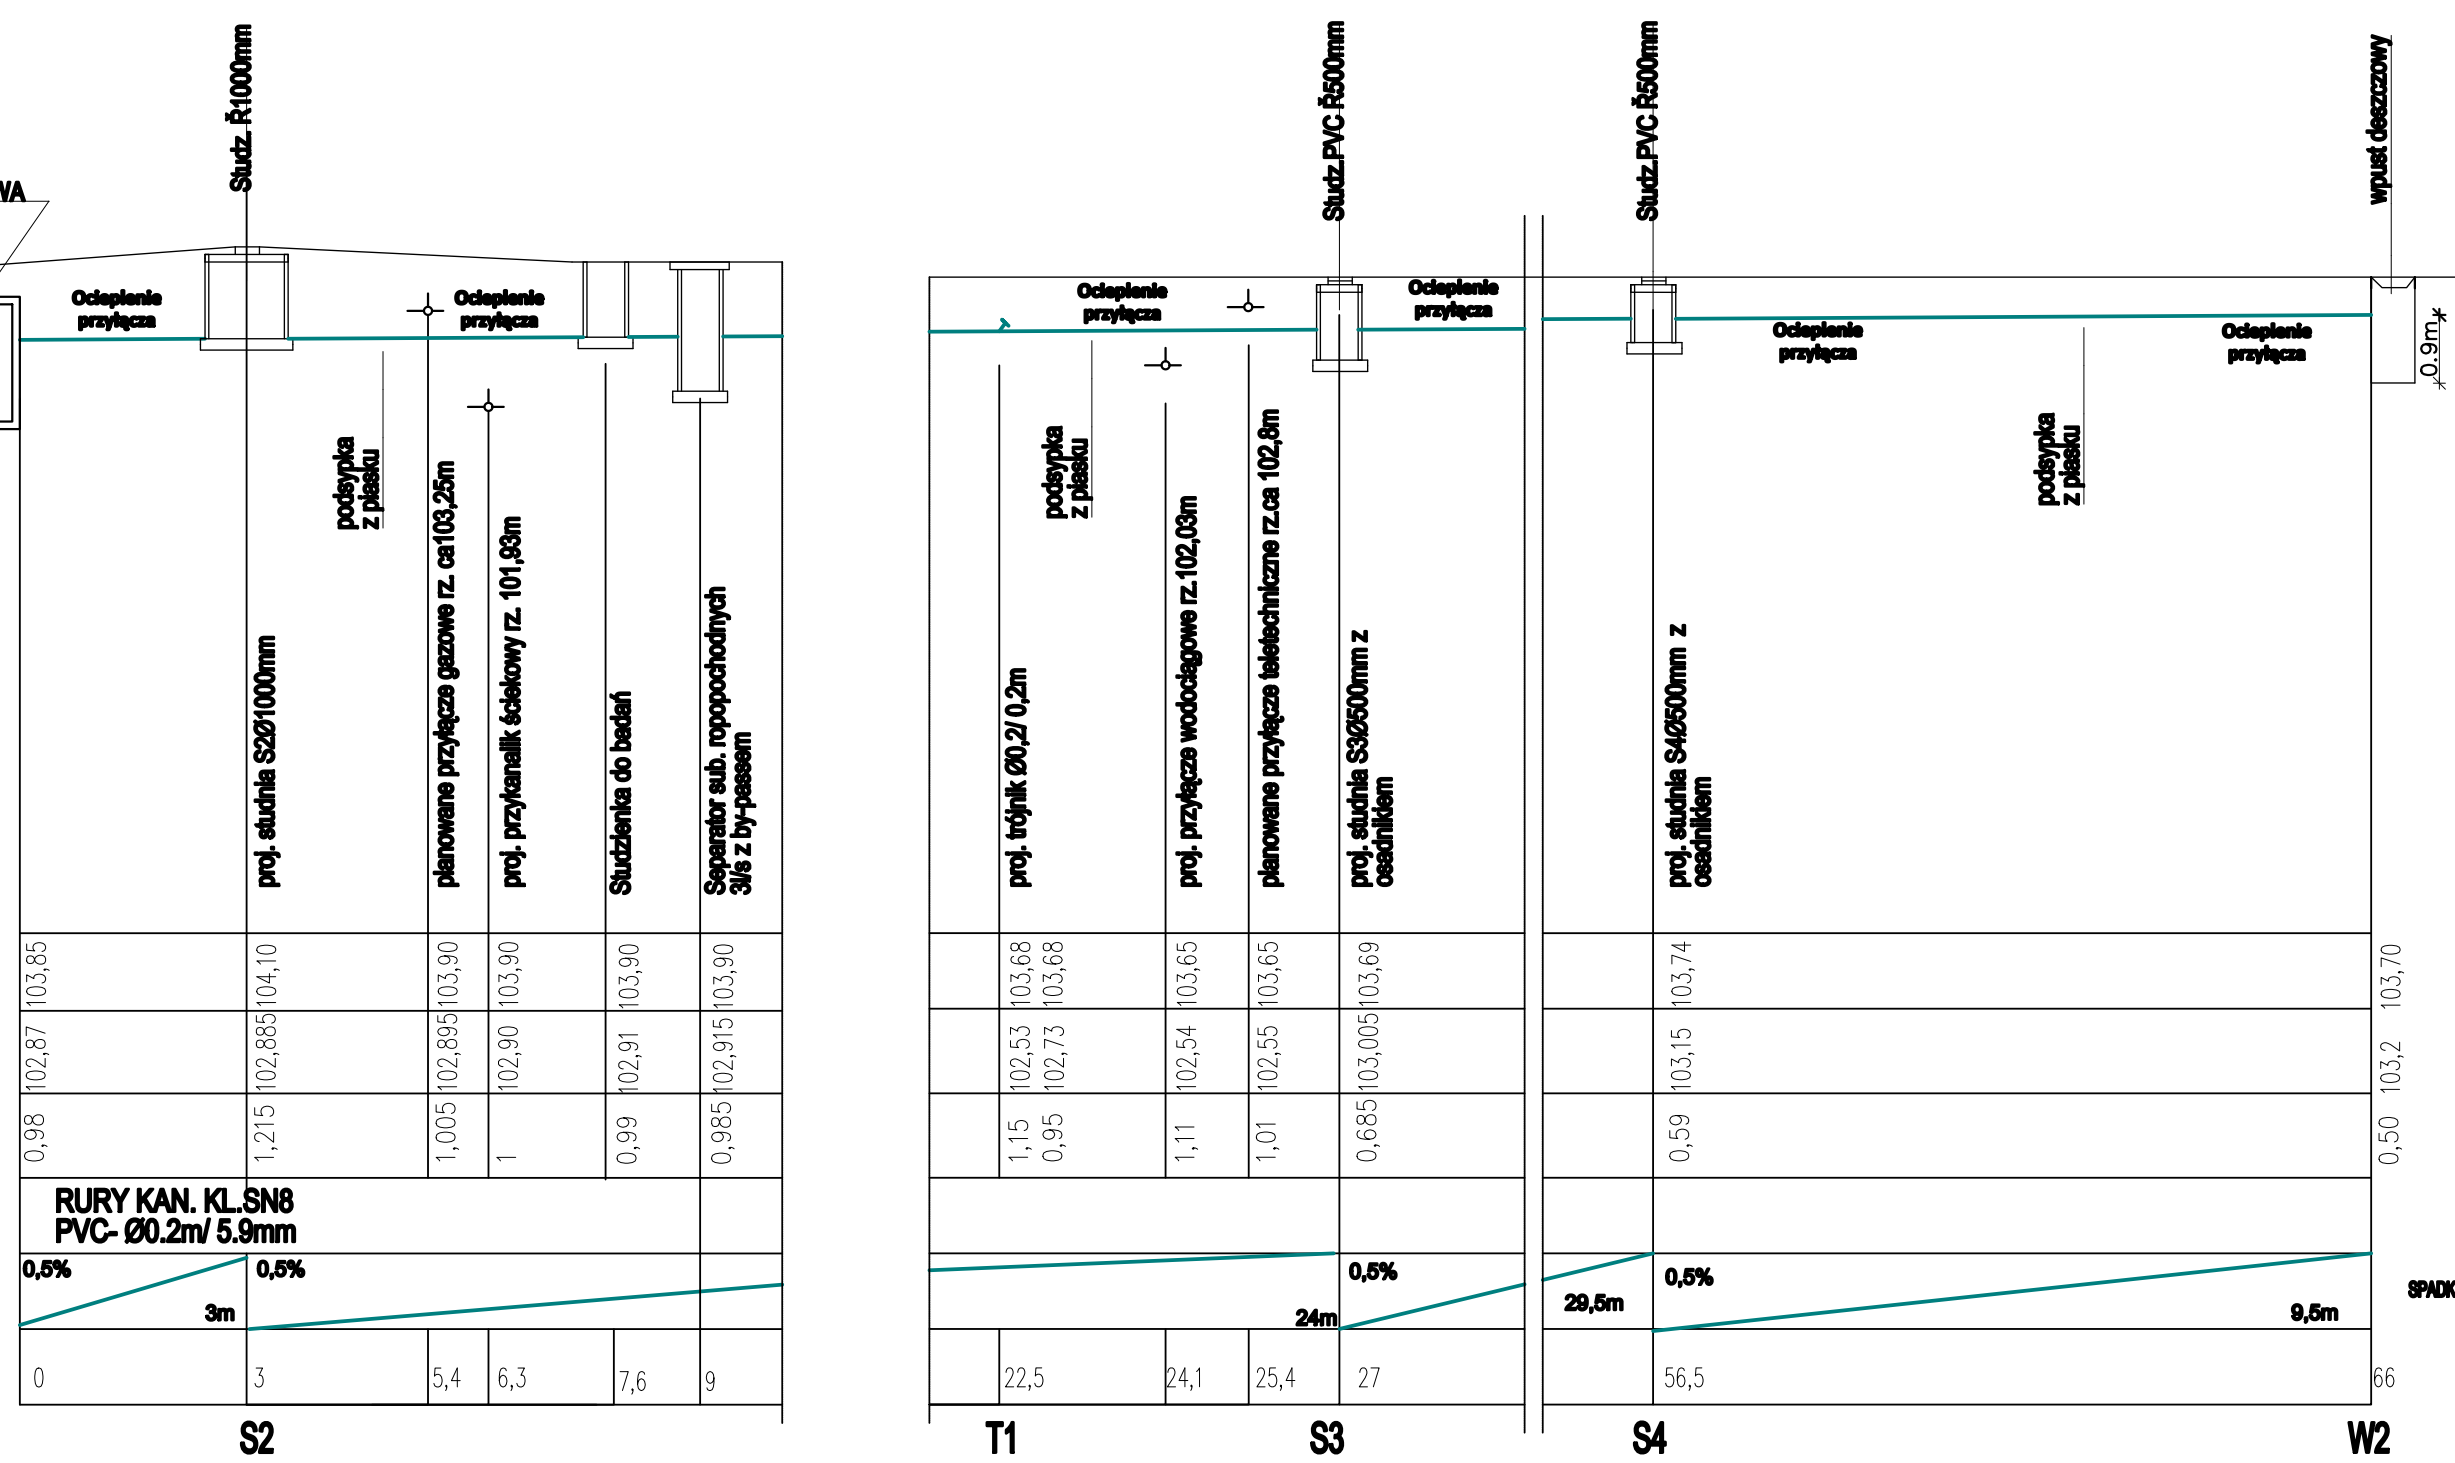 Studz. Ř1000mm
Studz.PVC Ř500mm
Studz.PVC Ř500mm
wpust deszczowy
WA
Ocieplenie
przyłącza
Ocieplenie
przyłącza
Ocieplenie
przyłącza
Ocieplenie
przyłącza
Ocieplenie
przyłącza
Ocieplenie
przyłącza
0.9m
podsypka
z piasku
podsypka
z piasku
podsypka
z piasku
proj. studnia S2Ø1000mm
planowane przyłącze gazowe rz. ca103,25m
proj. przykanalik ściekowy rz. 101,93m
Studzienka do badań
Separator sub. ropopochodnych
3l/s z by-passem
proj. trójnik Ø0,2/ 0,2m
proj. przyłącze wodociągowe rz.102,03m
planowane przyłącze teletechniczne rz.ca 102,8m
proj. studnia S3Ø500mm z
osadnikiem
proj. studnia S4Ø500mm z
osadnikiem
103,85 104,10 103,90 103,90 103,90 103,90 103,68 103,68 103,65 103,65 103,69 103,74 103,70
102,87 102,885 102,895 102,90 102,91 102,915 102,53 102,73 102,54 102,55 103,005 103,15 103,2
0,98 1,215 1,005 1 0,99 0,985 1,15 0,95 1,11 1,01 0,685 0,59 0,50
RURY KAN. KL.SN8
PVC- Ø0.2m/ 5.9mm
0,5% 0,5% 0,5% 0,5%
3m 24m 29,5m 9,5m
SPADK
0 3 5,4 6,3 7,6 9 22,5 24,1 25,4 27 56,5 66
S2 T1 S3 S4 W2